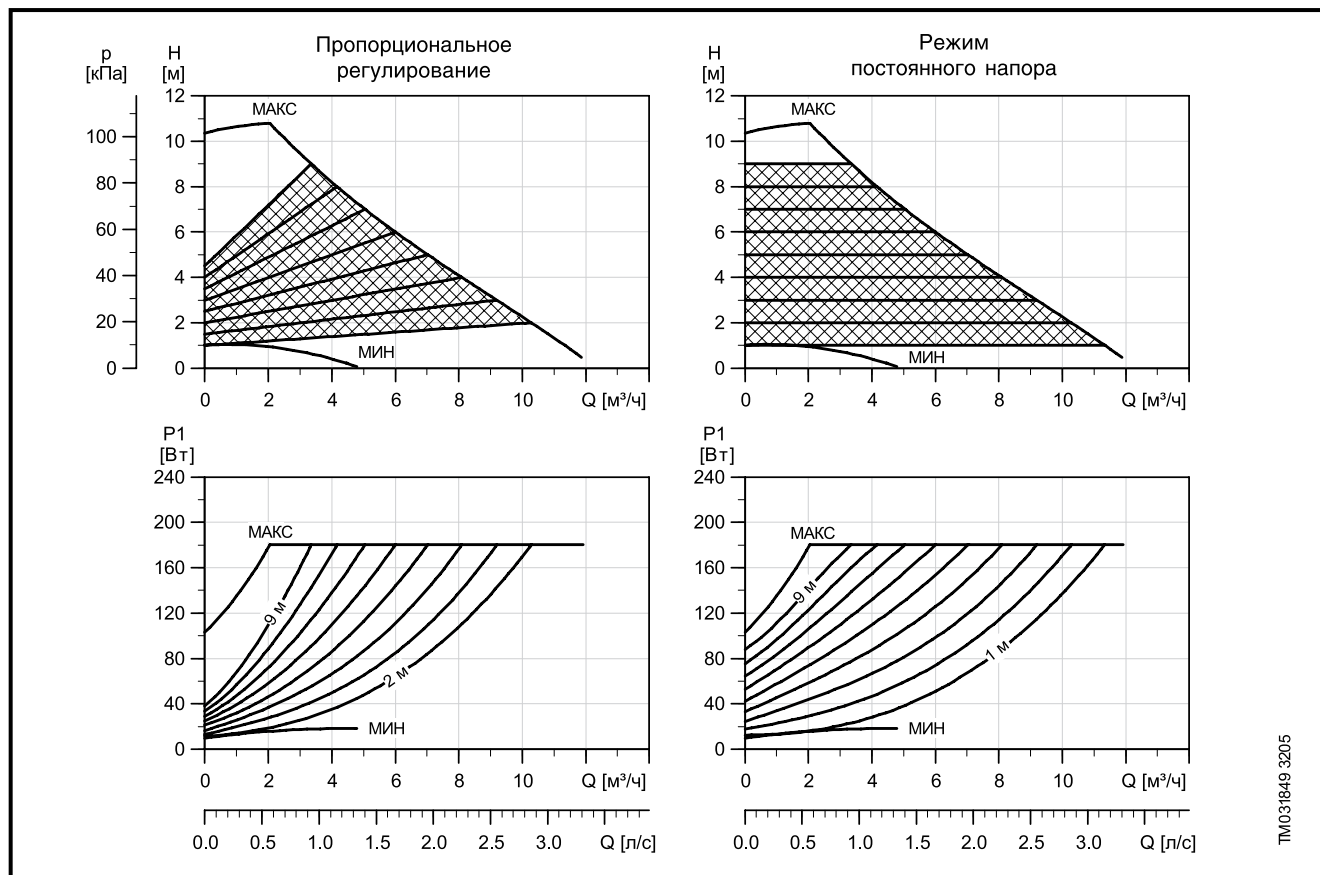 Пропорциональное
регулирование
p
[кПа]
H
[м]
12
10
8
6
4
2
0
100
80
60
40
20
0
МАКС
МИН
0 2 4 6 8 10 Q [м³/ч]
Режим
постоянного напора
H
[м]
12
10
8
6
4
2
0
МАКС
МИН
0 2 4 6 8 10 Q [м³/ч]
P1
[Вт]
240
200
160
120
80
40
0
МАКС
9 м
2 м
МИН
0 2 4 6 8 10 Q [м³/ч]
0.0 0.5 1.0 1.5 2.0 2.5 3.0 Q [л/с]
P1
[Вт]
240
200
160
120
80
40
0
МАКС
9 м
1 м
МИН
0 2 4 6 8 10 Q [м³/ч]
0.0 0.5 1.0 1.5 2.0 2.5 3.0 Q [л/с]
TM03 1849 3205